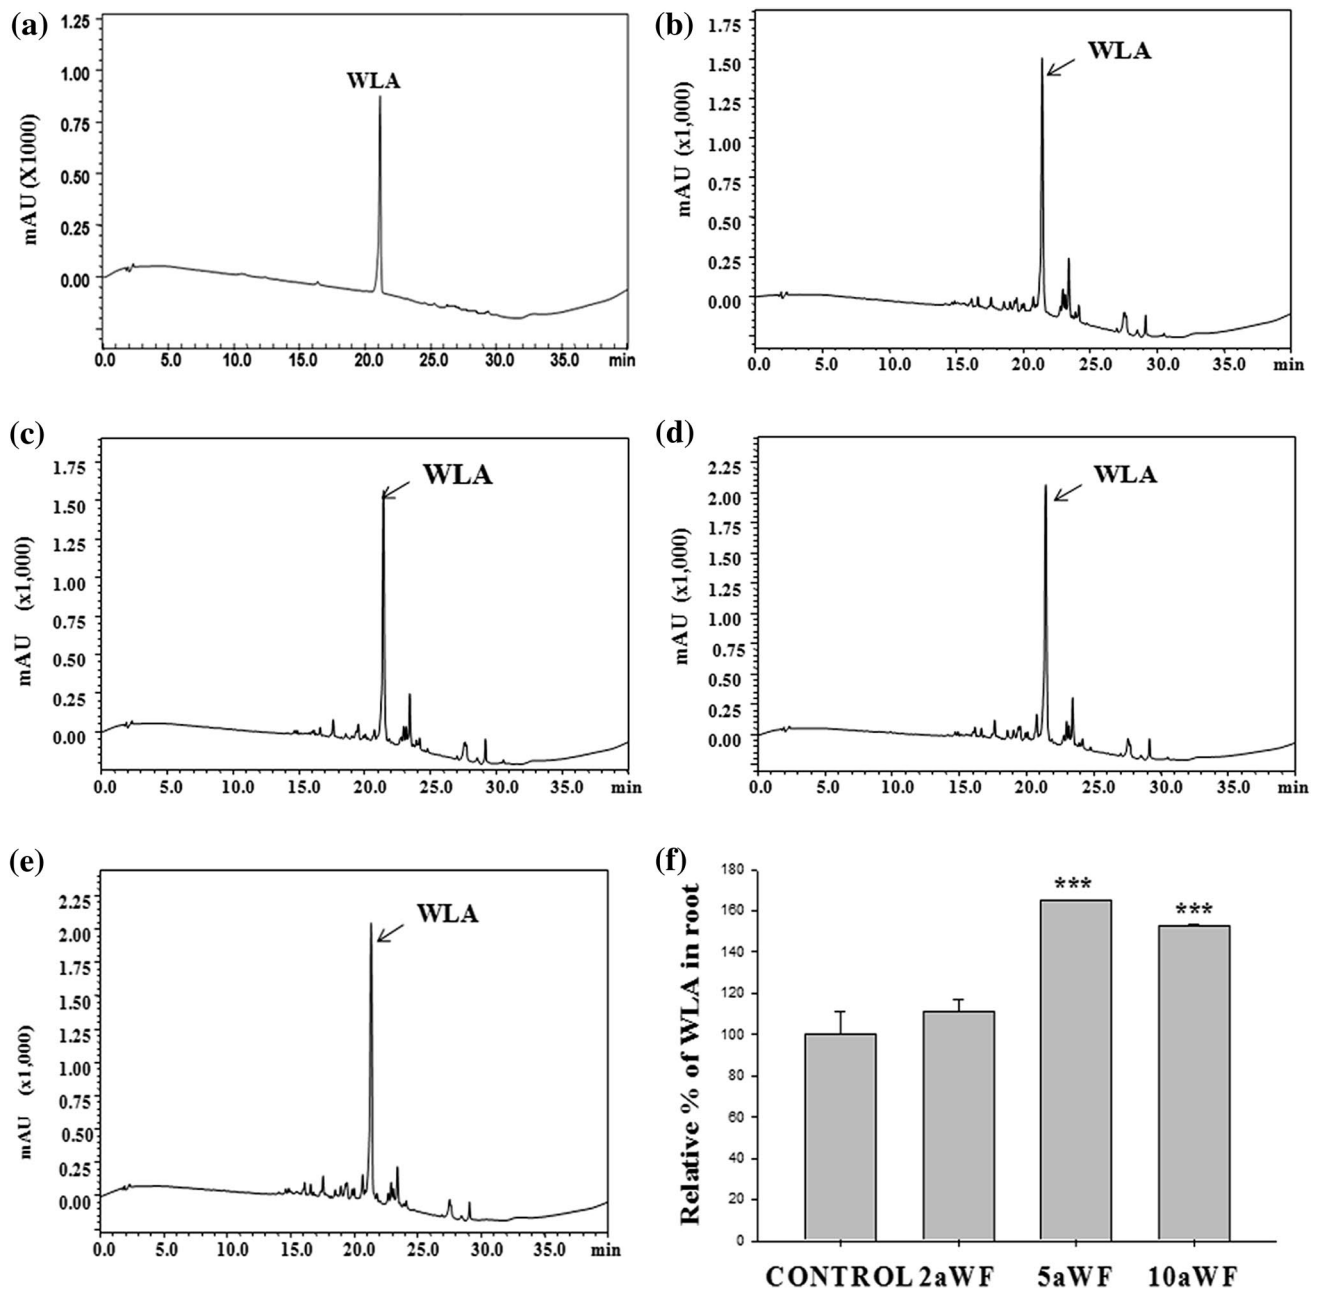 (a)
1.25
1.00
0.75
0.50
0.25
0.00
mAU (X1000)
WLA
0.0 5.0 10.0 15.0 20.0 25.0 30.0 35.0 min
(b)
1.75
1.50
1.25
1.00
0.75
0.50
0.25
0.00
mAU (x1,000)
WLA
0.0 5.0 10.0 15.0 20.0 25.0 30.0 35.0 min
(c)
1.75
1.50
1.25
1.00
0.75
0.50
0.25
0.00
mAU (x1,000)
WLA
0.0 5.0 10.0 15.0 20.0 25.0 30.0 35.0 min
(d)
2.25
2.00
1.75
1.50
1.25
1.00
0.75
0.50
0.25
0.00
mAU (x1,000)
WLA
0.0 5.0 10.0 15.0 20.0 25.0 30.0 35.0 min
(e)
2.25
2.00
1.75
1.50
1.25
1.00
0.75
0.50
0.25
0.00
mAU (x1,000)
WLA
0.0 5.0 10.0 15.0 20.0 25.0 30.0 35.0 min
(f)
180
160
140
120
100
80
60
40
20
0
Relative % of WLA in root
***
***
CONTROL 2aWF 5aWF 10aWF